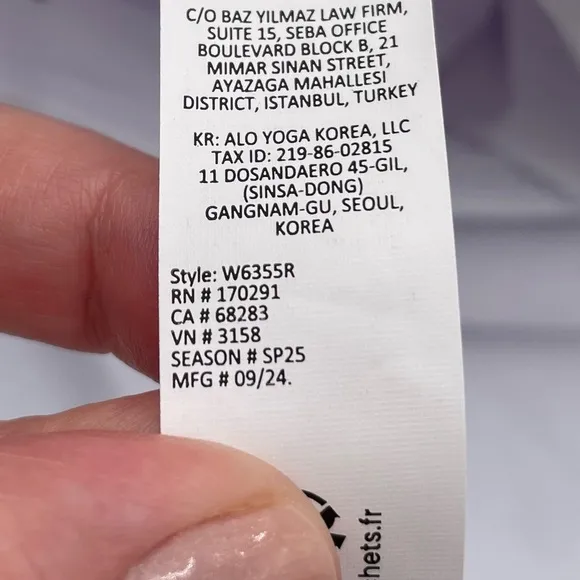 C/O BAZ YILMAZ LAW FIRM,
SUITE 15, SEBA OFFICE
BOULEVARD BLOCK B, 21
MIMAR SINAN STREET,
AYAZAGA MAHALLESI
DISTRICT, ISTANBUL, TURKEY
KR: ALO YOGA KOREA, LLC
TAX ID: 219-86-02815
11 DOSANDAERO 45-GIL,
(SINSA-DONG)
GANGNAM-GU, SEOUL,
KOREA
Style: W6355R
RN # 170291
CA # 68283
VN # 3158
SEASON # SP25
MFG # 09/24.
hets.fr